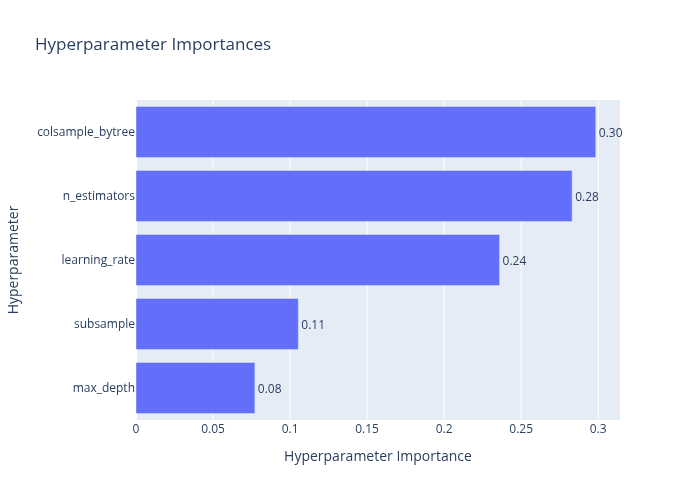 Hyperparameter Importances
Hyperparameter
colsample_bytree 0.30
n_estimators 0.28
learning_rate 0.24
subsample 0.11
max_depth 0.08
0 0.05 0.1 0.15 0.2 0.25 0.3
Hyperparameter Importance